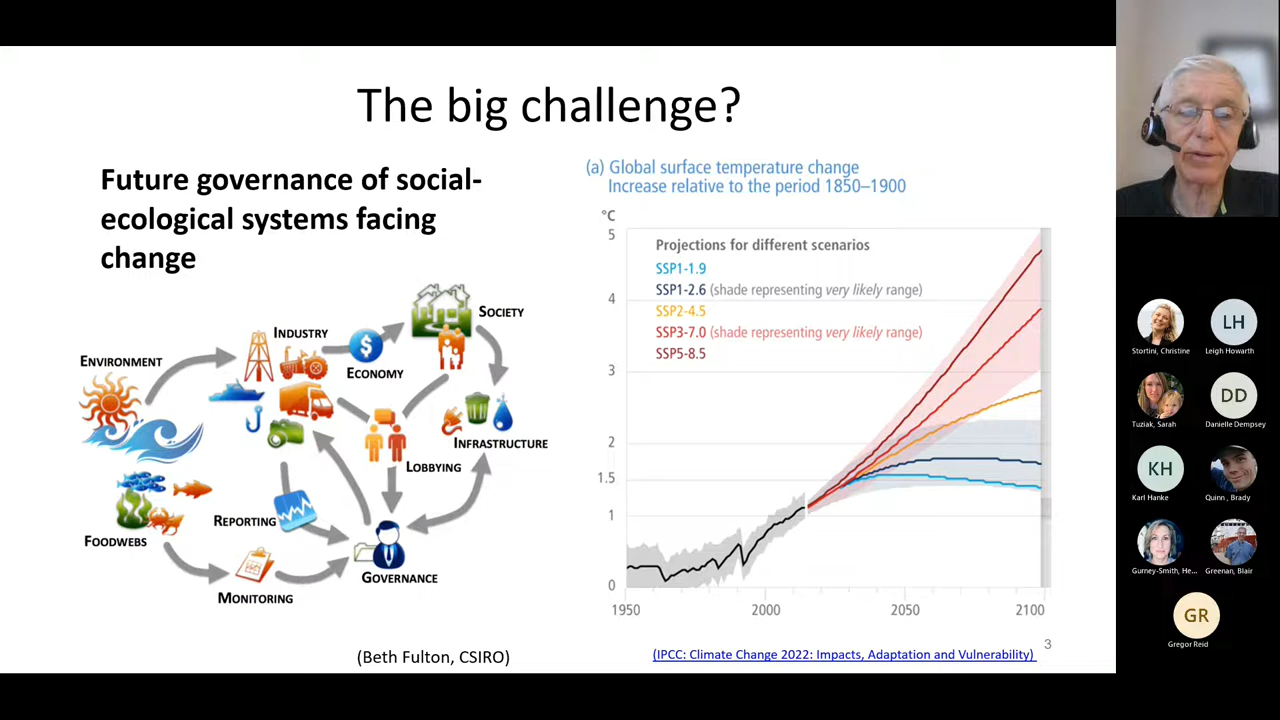 The big challenge?
Future governance of social-
ecological systems facing
change
ENVIRONMENT
INDUSTRY
ECONOMY
SOCIETY
INFRASTRUCTURE
LOBBYING
REPORTING
FOODWEBS
MONITORING
GOVERNANCE
(Beth Fulton, CSIRO)
(a) Global surface temperature change
Increase relative to the period 1850–1900
°C
5
4
3
2
1.5
1
0
Projections for different scenarios
SSP1-1.9
SSP1-2.6 (shade representing very likely range)
SSP2-4.5
SSP3-7.0 (shade representing very likely range)
SSP5-8.5
1950
2000
2050
2100
(IPCC: Climate Change 2022: Impacts, Adaptation and Vulnerability)
3
Stortini, Christine
LH
Leigh Howarth
Tuziak, Sarah
DD
Danielle Dempsey
KH
Karl Hanke
Quinn , Brady
Gurney-Smith, He...
Greenan, Blair
GR
Gregor Reid